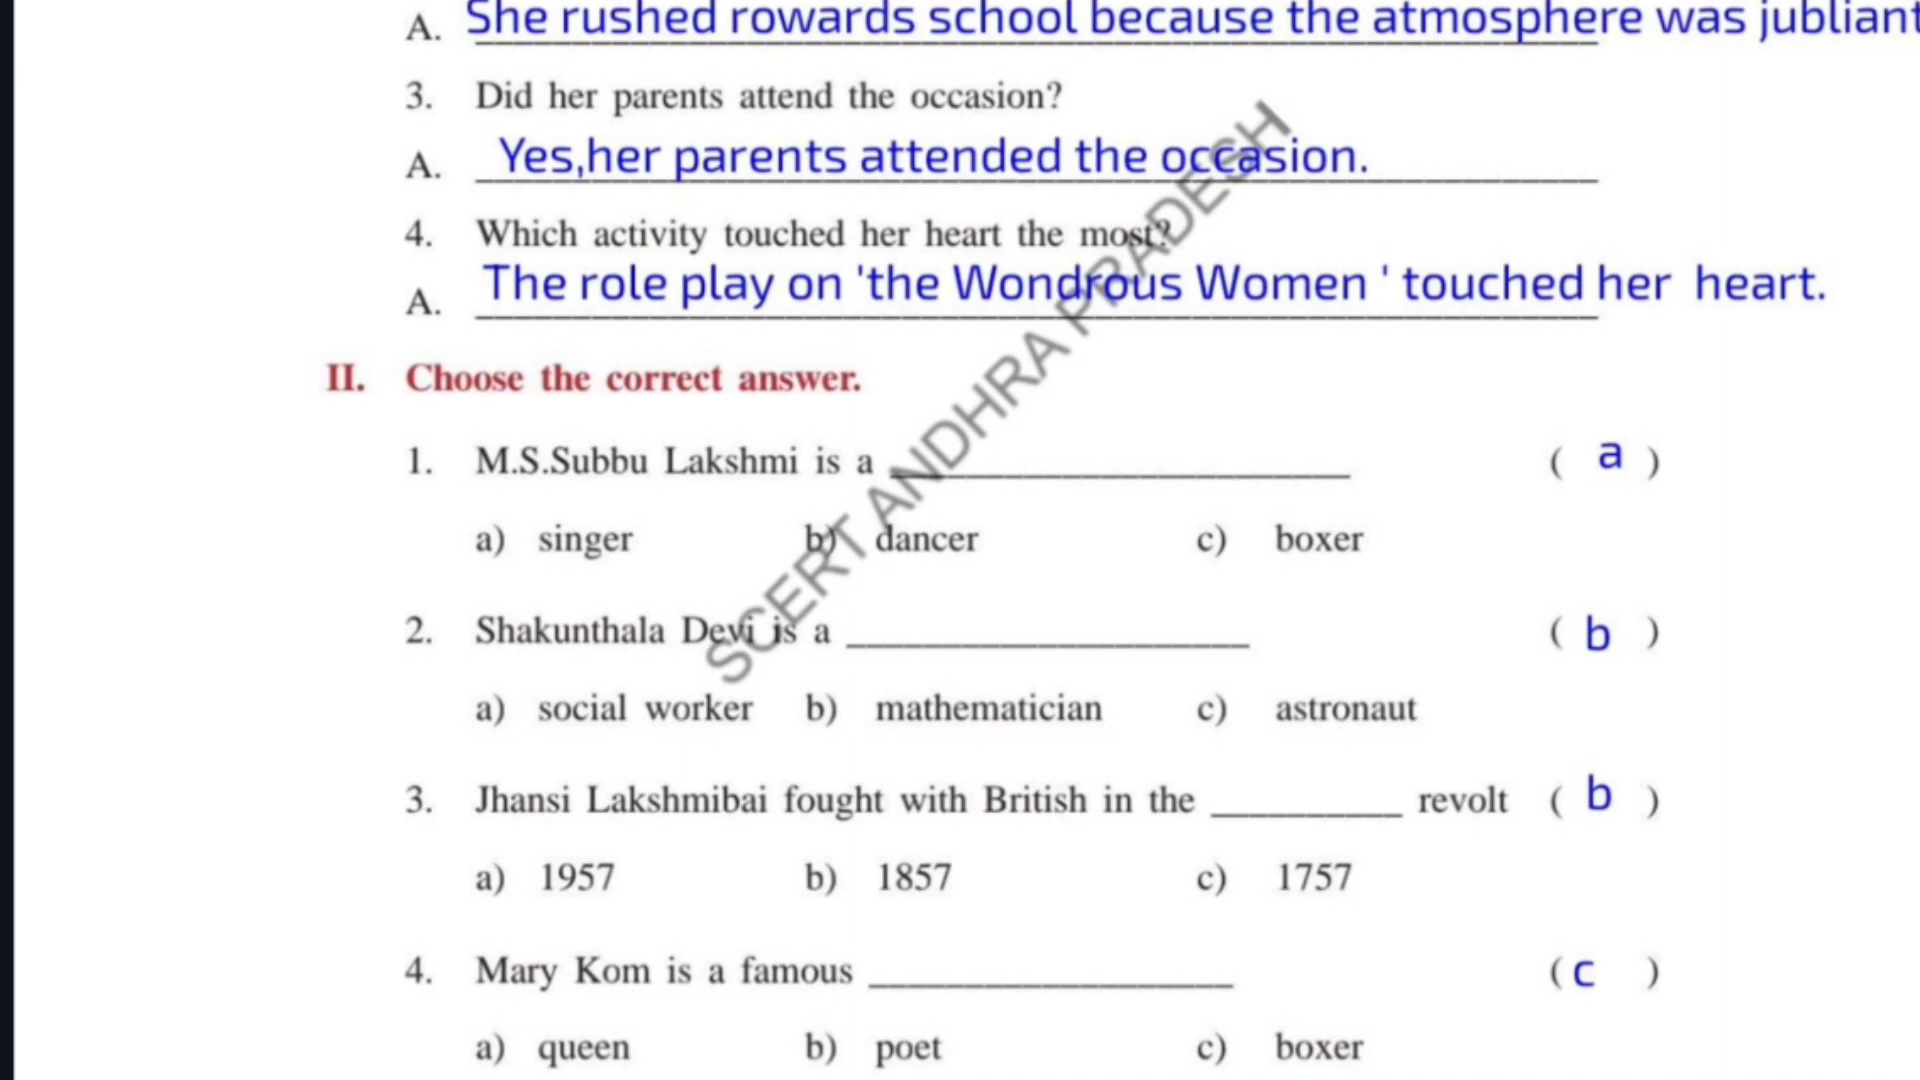 A. She rushed rowards school because the atmosphere was jubliant
3. Did her parents attend the occasion?
A. Yes,her parents attended the occasion.
4. Which activity touched her heart the most?
A. The role play on 'the Wondrous Women ' touched her heart.
II. Choose the correct answer.
1. M.S.Subbu Lakshmi is a ____________ ( a )
a) singer b) dancer c) boxer
2. Shakunthala Devi is a ____________ ( b )
a) social worker b) mathematician c) astronaut
3. Jhansi Lakshmibai fought with British in the ________ revolt ( b )
a) 1957 b) 1857 c) 1757
4. Mary Kom is a famous ____________ ( c )
a) queen b) poet c) boxer
SCERT ANDHRA PRADESH